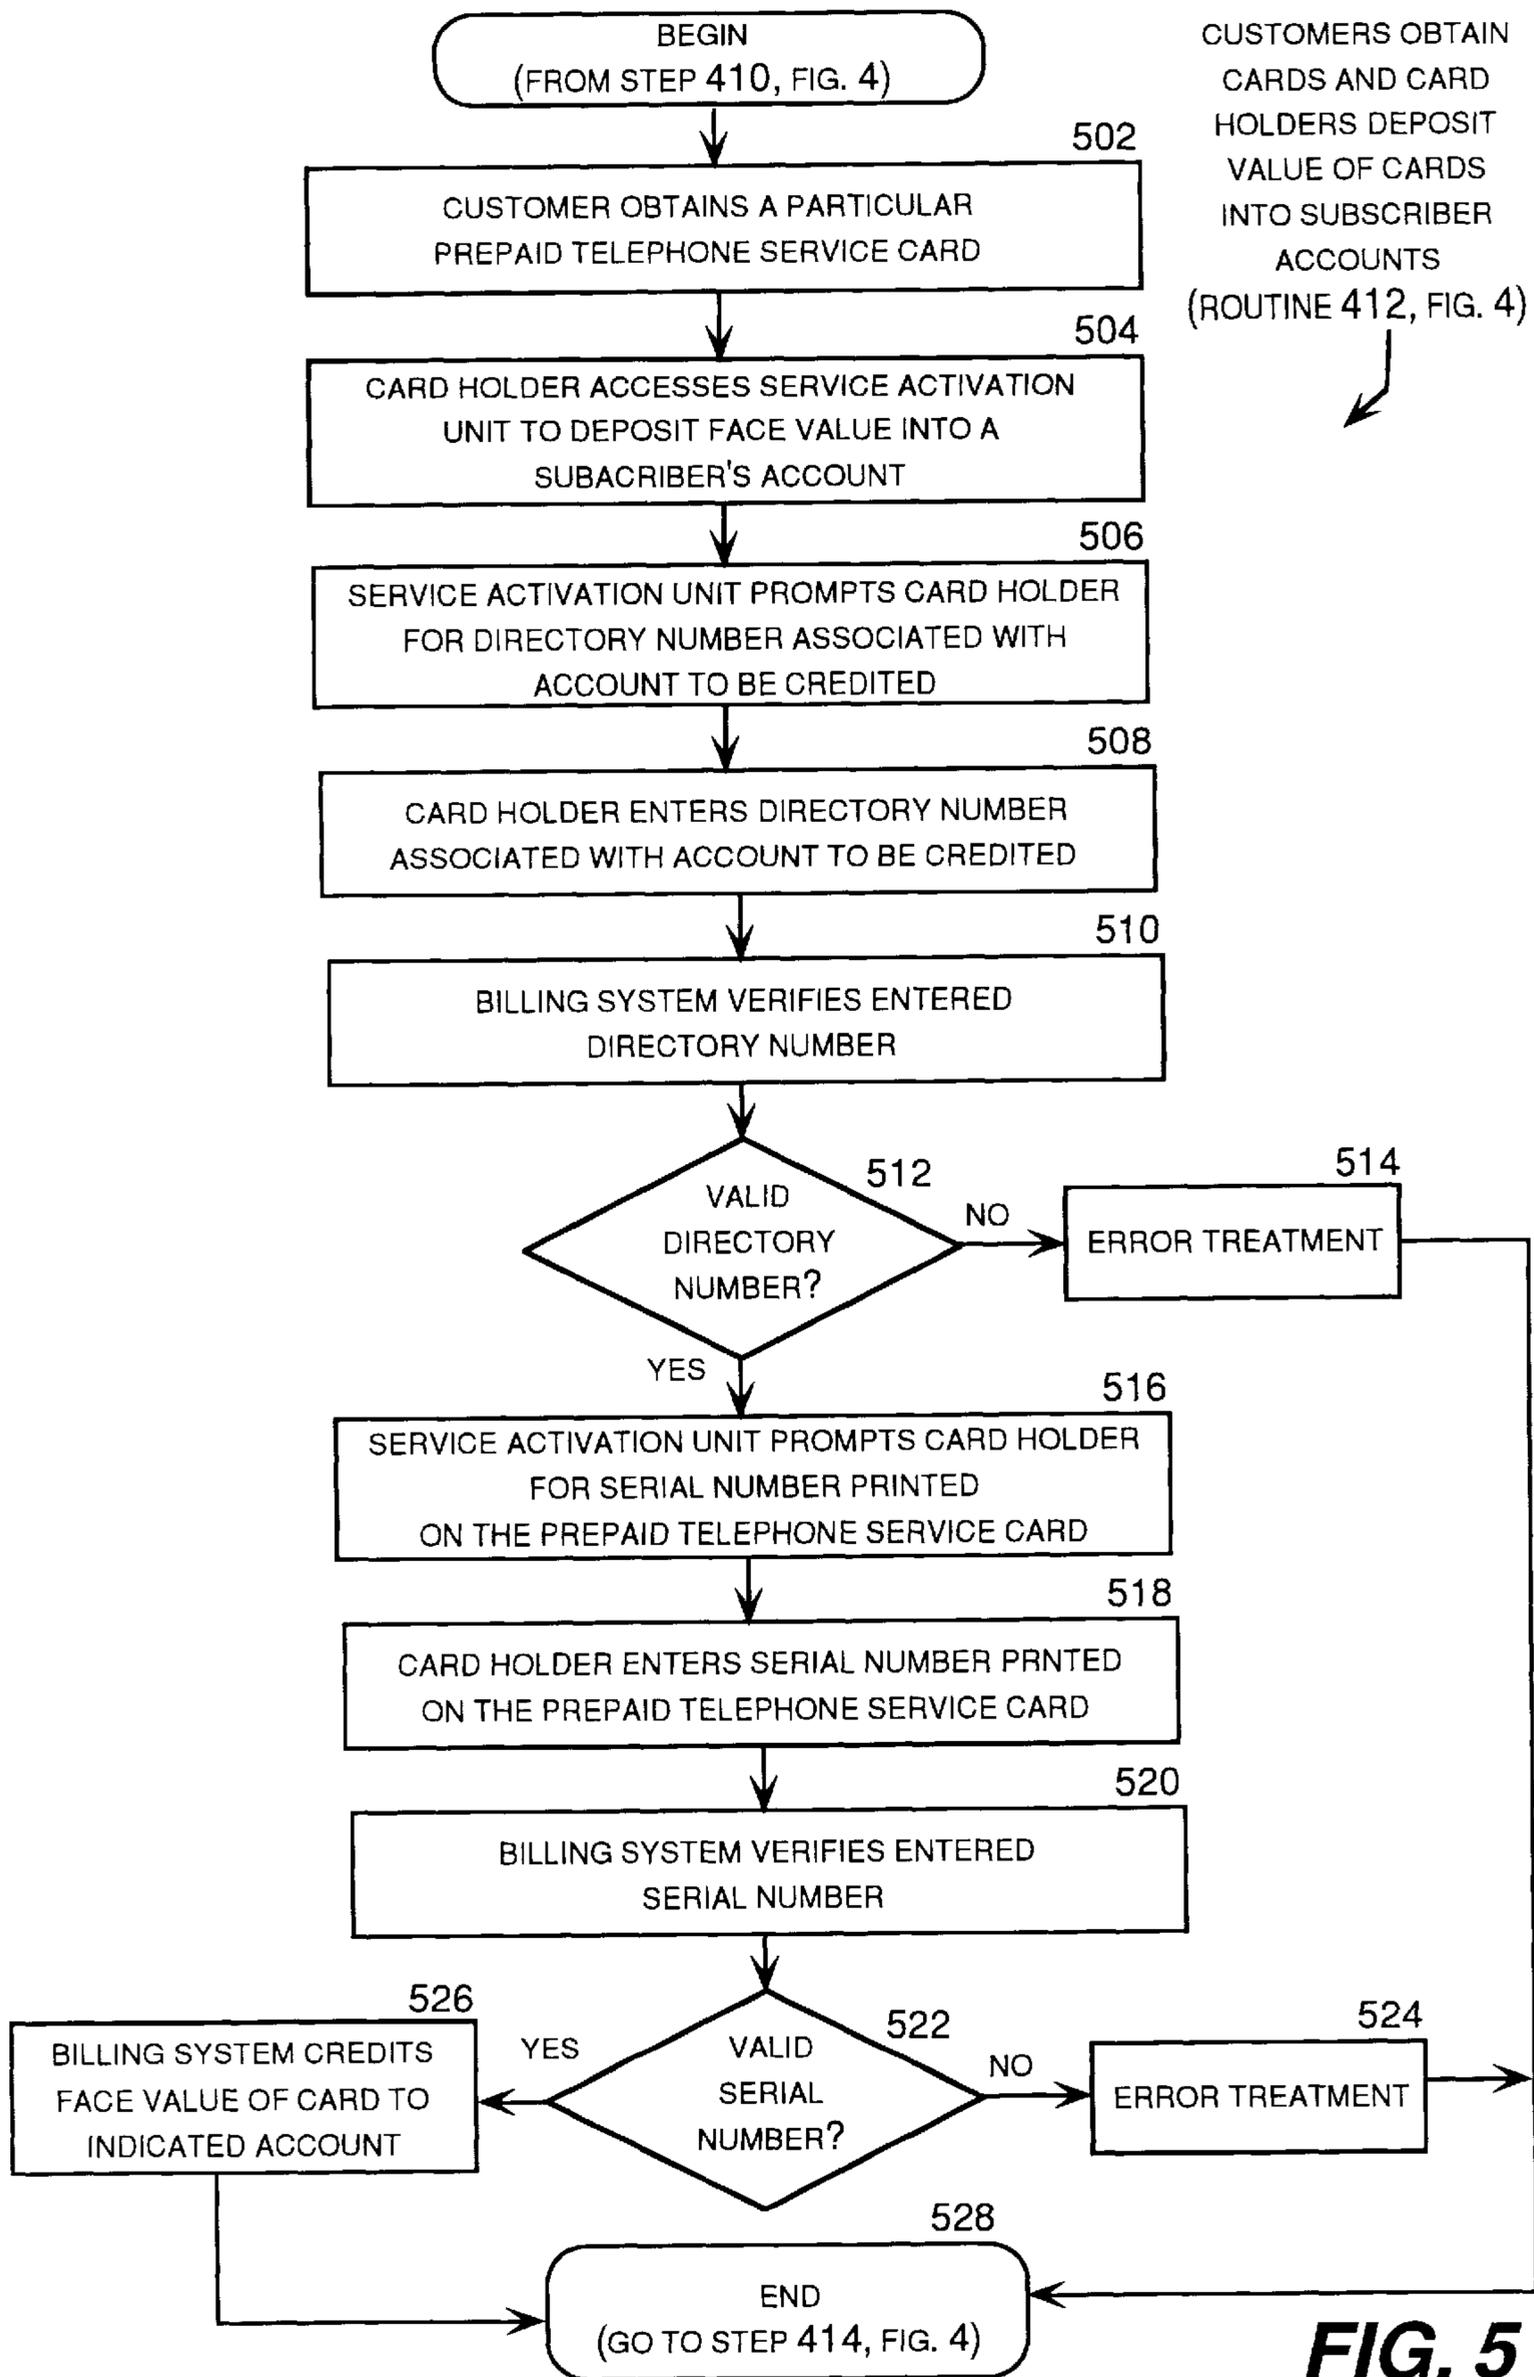 BEGIN
(FROM STEP 410, FIG. 4)
CUSTOMERS OBTAIN
CARDS AND CARD
HOLDERS DEPOSIT
VALUE OF CARDS
INTO SUBSCRIBER
ACCOUNTS
(ROUTINE 412, FIG. 4)
502
CUSTOMER OBTAINS A PARTICULAR
PREPAID TELEPHONE SERVICE CARD
504
CARD HOLDER ACCESSES SERVICE ACTIVATION
UNIT TO DEPOSIT FACE VALUE INTO A
SUBACRIBER'S ACCOUNT
506
SERVICE ACTIVATION UNIT PROMPTS CARD HOLDER
FOR DIRECTORY NUMBER ASSOCIATED WITH
ACCOUNT TO BE CREDITED
508
CARD HOLDER ENTERS DIRECTORY NUMBER
ASSOCIATED WITH ACCOUNT TO BE CREDITED
510
BILLING SYSTEM VERIFIES ENTERED
DIRECTORY NUMBER
512
VALID
DIRECTORY
NUMBER?
NO
514
ERROR TREATMENT
YES
516
SERVICE ACTIVATION UNIT PROMPTS CARD HOLDER
FOR SERIAL NUMBER PRINTED
ON THE PREPAID TELEPHONE SERVICE CARD
518
CARD HOLDER ENTERS SERIAL NUMBER PRNTED
ON THE PREPAID TELEPHONE SERVICE CARD
520
BILLING SYSTEM VERIFIES ENTERED
SERIAL NUMBER
522
VALID
SERIAL
NUMBER?
NO
524
ERROR TREATMENT
YES
526
BILLING SYSTEM CREDITS
FACE VALUE OF CARD TO
INDICATED ACCOUNT
528
END
(GO TO STEP 414, FIG. 4)
FIG. 5